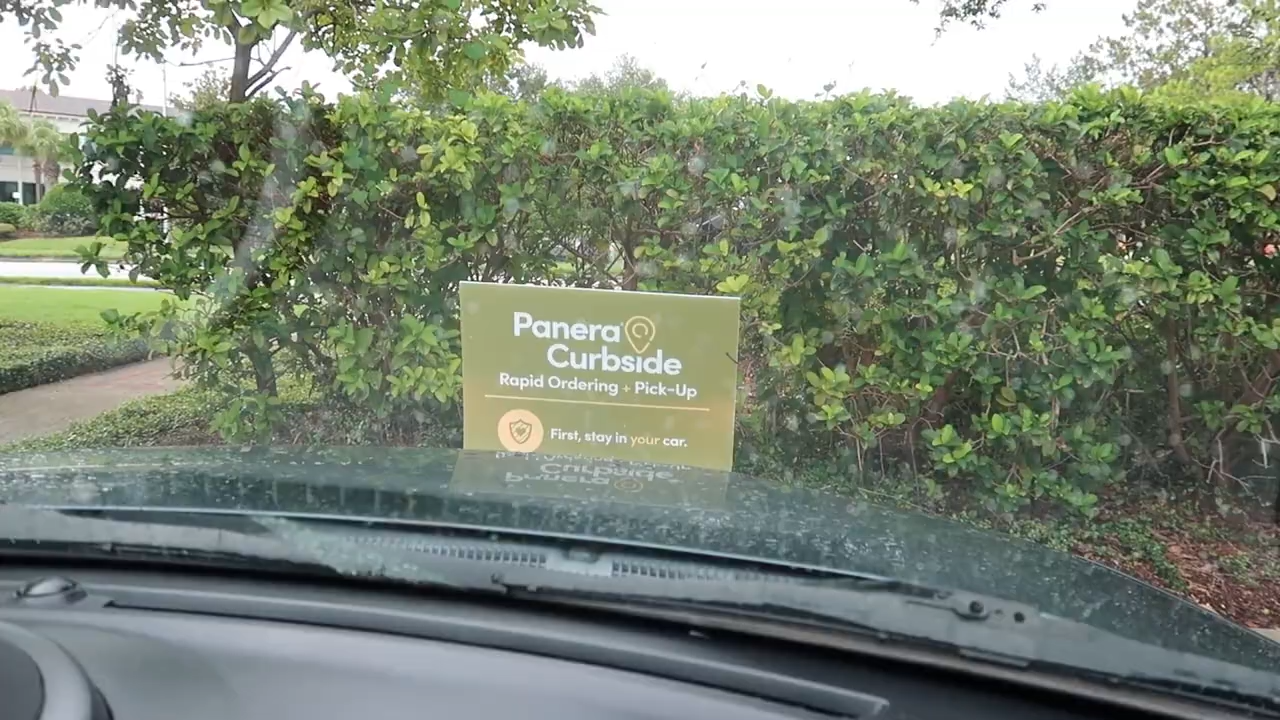 Panera
Curbside
Rapid Ordering + Pick-Up
First, stay in your car.